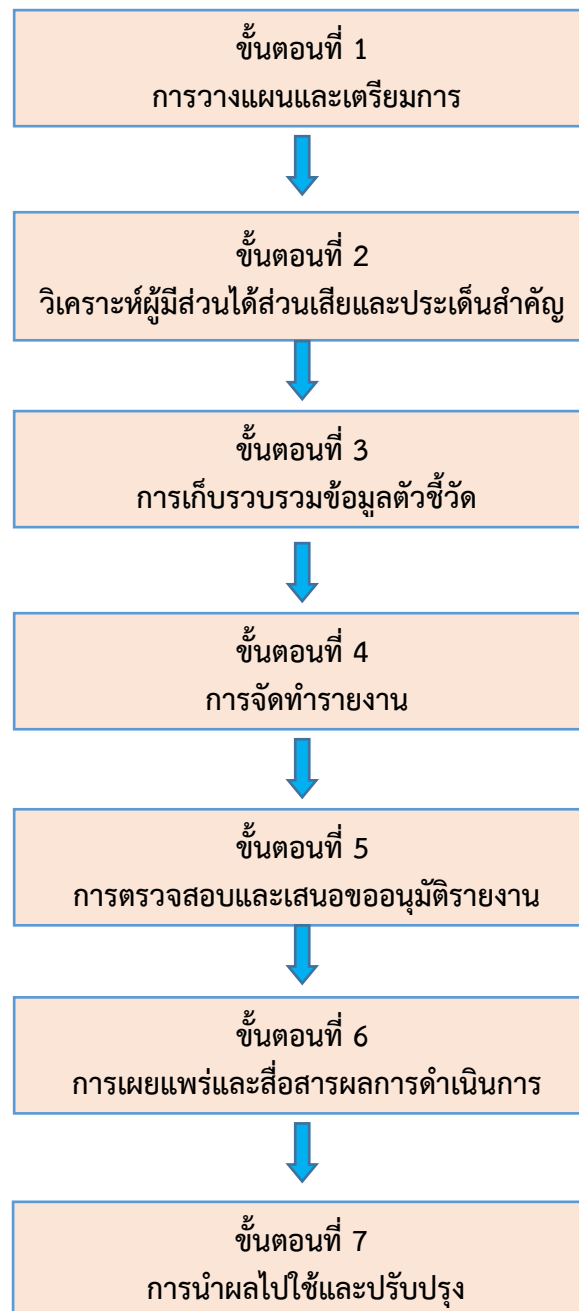 ขั้นตอนที่ 1
การวางแผนและเตรียมการ
ขั้นตอนที่ 2
วิเคราะห์ผู้มีส่วนได้ส่วนเสียและประเด็นสำคัญ
ขั้นตอนที่ 3
การเก็บรวบรวมข้อมูลตัวชี้วัด
ขั้นตอนที่ 4
การจัดทำรายงาน
ขั้นตอนที่ 5
การตรวจสอบและเสนอขออนุมัติรายงาน
ขั้นตอนที่ 6
การเผยแพร่และสื่อสารผลการดำเนินการ
ขั้นตอนที่ 7
การนำผลไปใช้และปรับปรุง